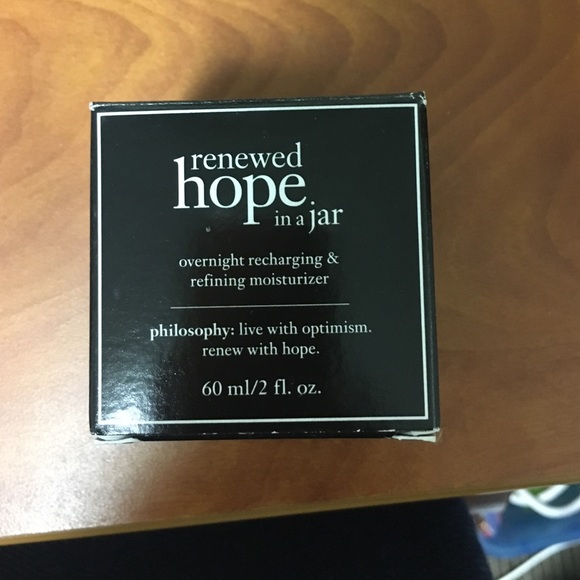 renewed
hope
in a jar
overnight recharging &
refining moisturizer
philosophy: live with optimism.
renew with hope.
60 ml/2 fl. oz.